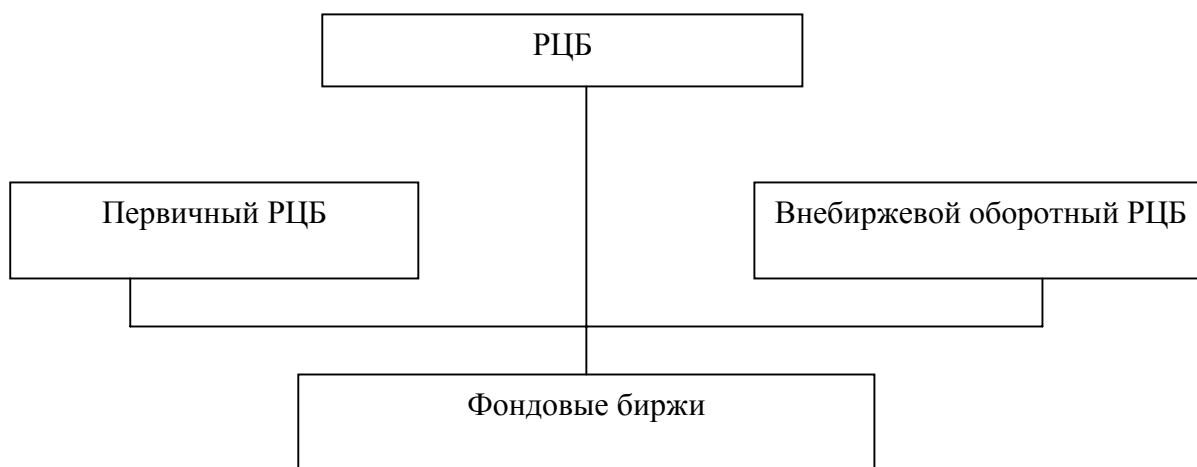 РЦБ
Первичный РЦБ
Внебиржевой оборотный РЦБ
Фондовые биржи